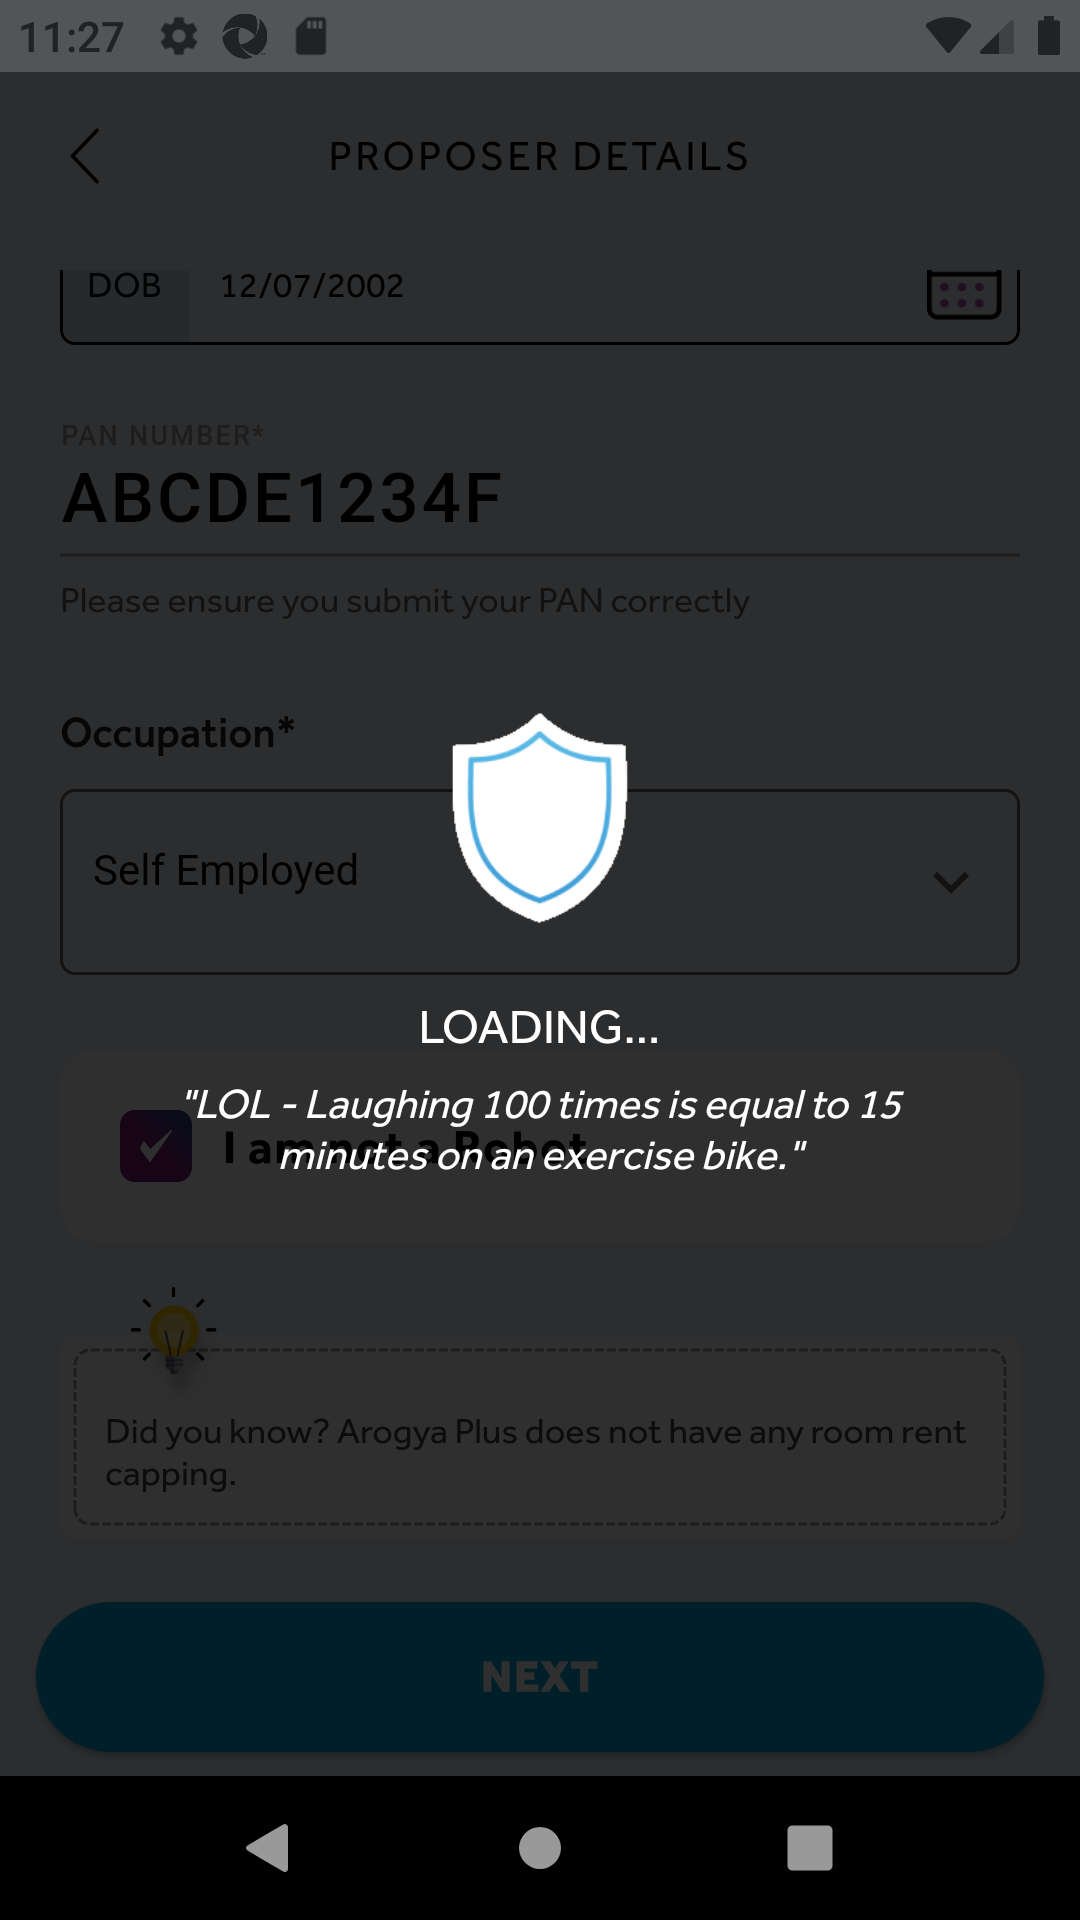 11:27
PROPOSER DETAILS
DOB 12/07/2002
PAN NUMBER*
ABCDE1234F
Please ensure you submit your PAN correctly
Occupation*
Self Employed
LOADING...
"LOL - Laughing 100 times is equal to 15
minutes on an exercise bike."
I am not a Robot
Did you know? Arogya Plus does not have any room rent
capping.
NEXT